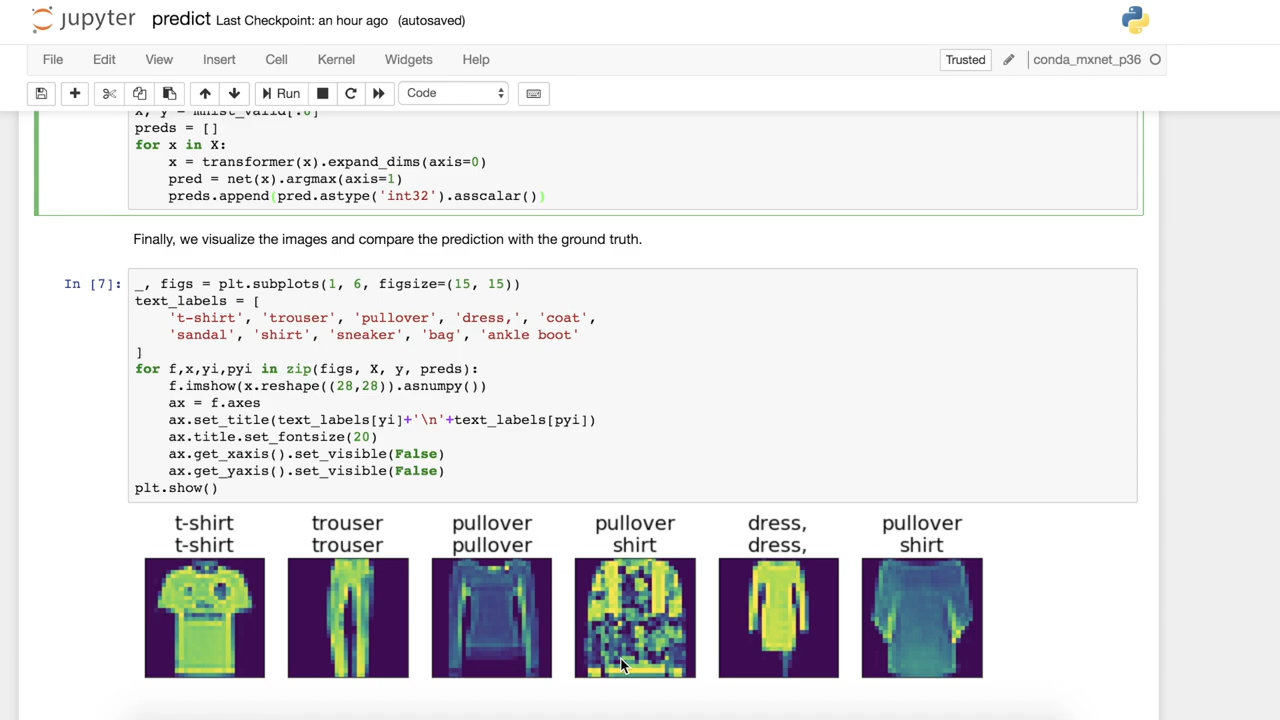 jupyter predict Last Checkpoint: an hour ago (autosaved)
File Edit View Insert Cell Kernel Widgets Help Trusted conda_mxnet_p36
Run Code
preds = []
for x in X:
    x = transformer(x).expand_dims(axis=0)
    pred = net(x).argmax(axis=1)
    preds.append(pred.astype('int32').asscalar())
Finally, we visualize the images and compare the prediction with the ground truth.
In [7]: _, figs = plt.subplots(1, 6, figsize=(15, 15))
text_labels = [
    't-shirt', 'trouser', 'pullover', 'dress,', 'coat',
    'sandal', 'shirt', 'sneaker', 'bag', 'ankle boot'
]
for f,x,yi,pyi in zip(figs, X, y, preds):
    f.imshow(x.reshape((28,28)).asnumpy())
    ax = f.axes
    ax.set_title(text_labels[yi]+'\n'+text_labels[pyi])
    ax.title.set_fontsize(20)
    ax.get_xaxis().set_visible(False)
    ax.get_yaxis().set_visible(False)
plt.show()
t-shirt trouser pullover pullover dress, pullover
t-shirt trouser pullover shirt dress, shirt